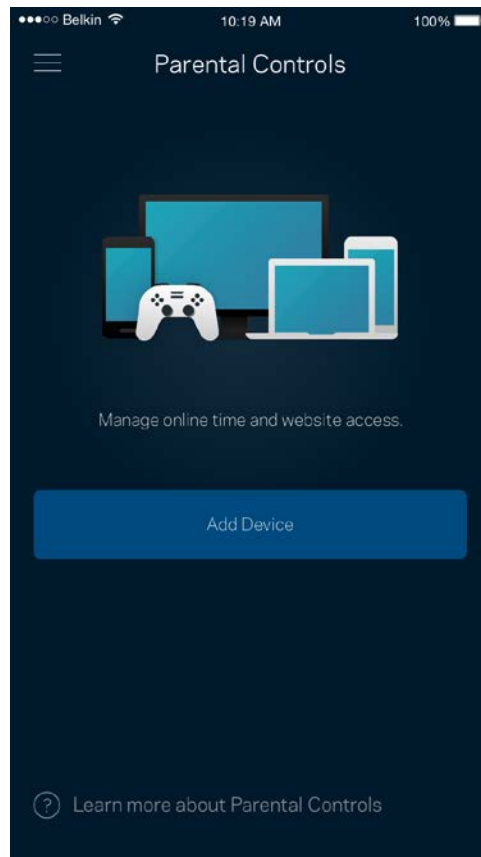 ●●●○○ Belkin 10:19 AM 100%
Parental Controls
Manage online time and website access.
Add Device
? Learn more about Parental Controls